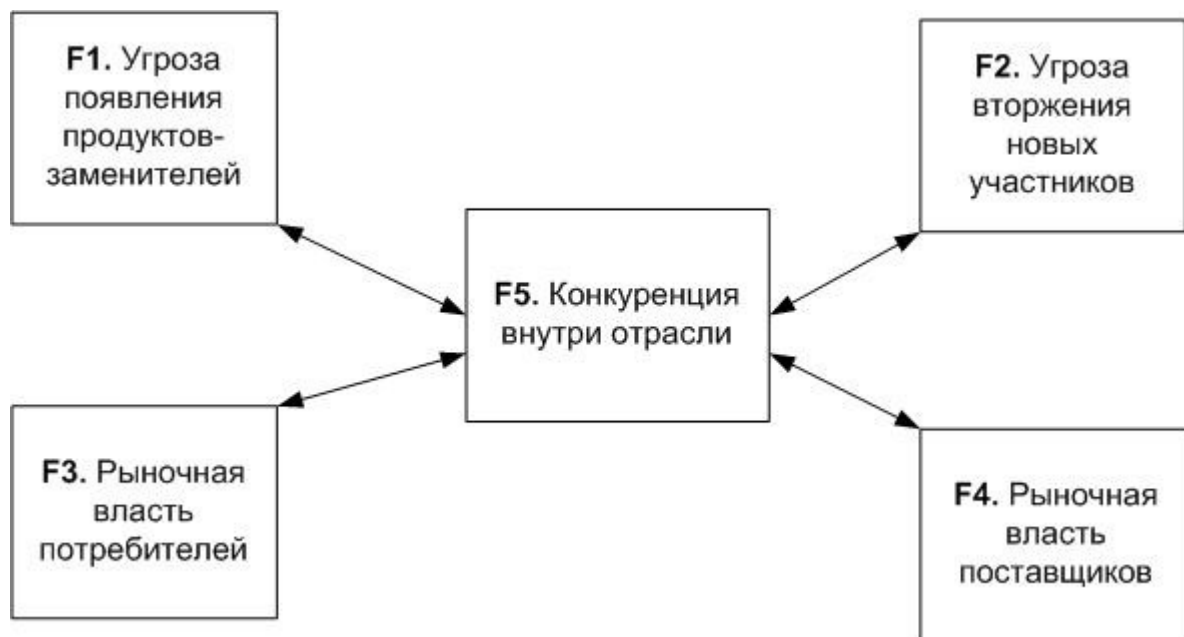 F1. Угроза
появления
продуктов-
заменителей
F2. Угроза
вторжения
новых
участников
F5. Конкуренция
внутри отрасли
F3. Рыночная
власть
потребителей
F4. Рыночная
власть
поставщиков